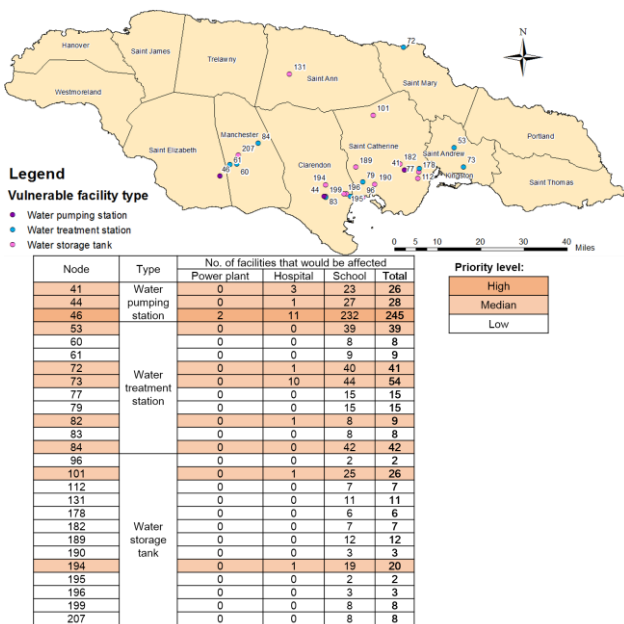 72
N
Saint James
Trelawny
Hanover
131
Saint Ann
Saint Mary
Westmoreland
101
Manchester
84
Saint Catherine
53
Portland
Saint Elizabeth
207
182
Saint Andrew
61
Clarendon
189
41
77
178
73
46
60
79
Kingston
194
196
190
112
Saint Thomas
44
199
96
83
195
Legend
Vulnerable facility type
Water pumping station
Water treatment station
Water storage tank
0 5 10 20 30 40 Miles
Node Type No. of facilities that would be affected
Power plant Hospital School Total
41 Water pumping station 0 3 23 26
44 0 1 27 28
46 2 11 232 245
53 Water treatment station 0 0 39 39
60 0 0 8 8
61 0 0 9 9
72 0 1 40 41
73 0 10 44 54
77 0 0 15 15
79 0 0 15 15
82 0 1 8 9
83 0 0 8 8
84 0 0 42 42
96 Water storage tank 0 0 2 2
101 0 1 25 26
112 0 0 7 7
131 0 0 11 11
178 0 0 6 6
182 0 0 7 7
189 0 0 12 12
190 0 0 3 3
194 0 1 19 20
195 0 0 2 2
196 0 0 3 3
199 0 0 8 8
207 0 0 8 8
Priority level:
High
Median
Low